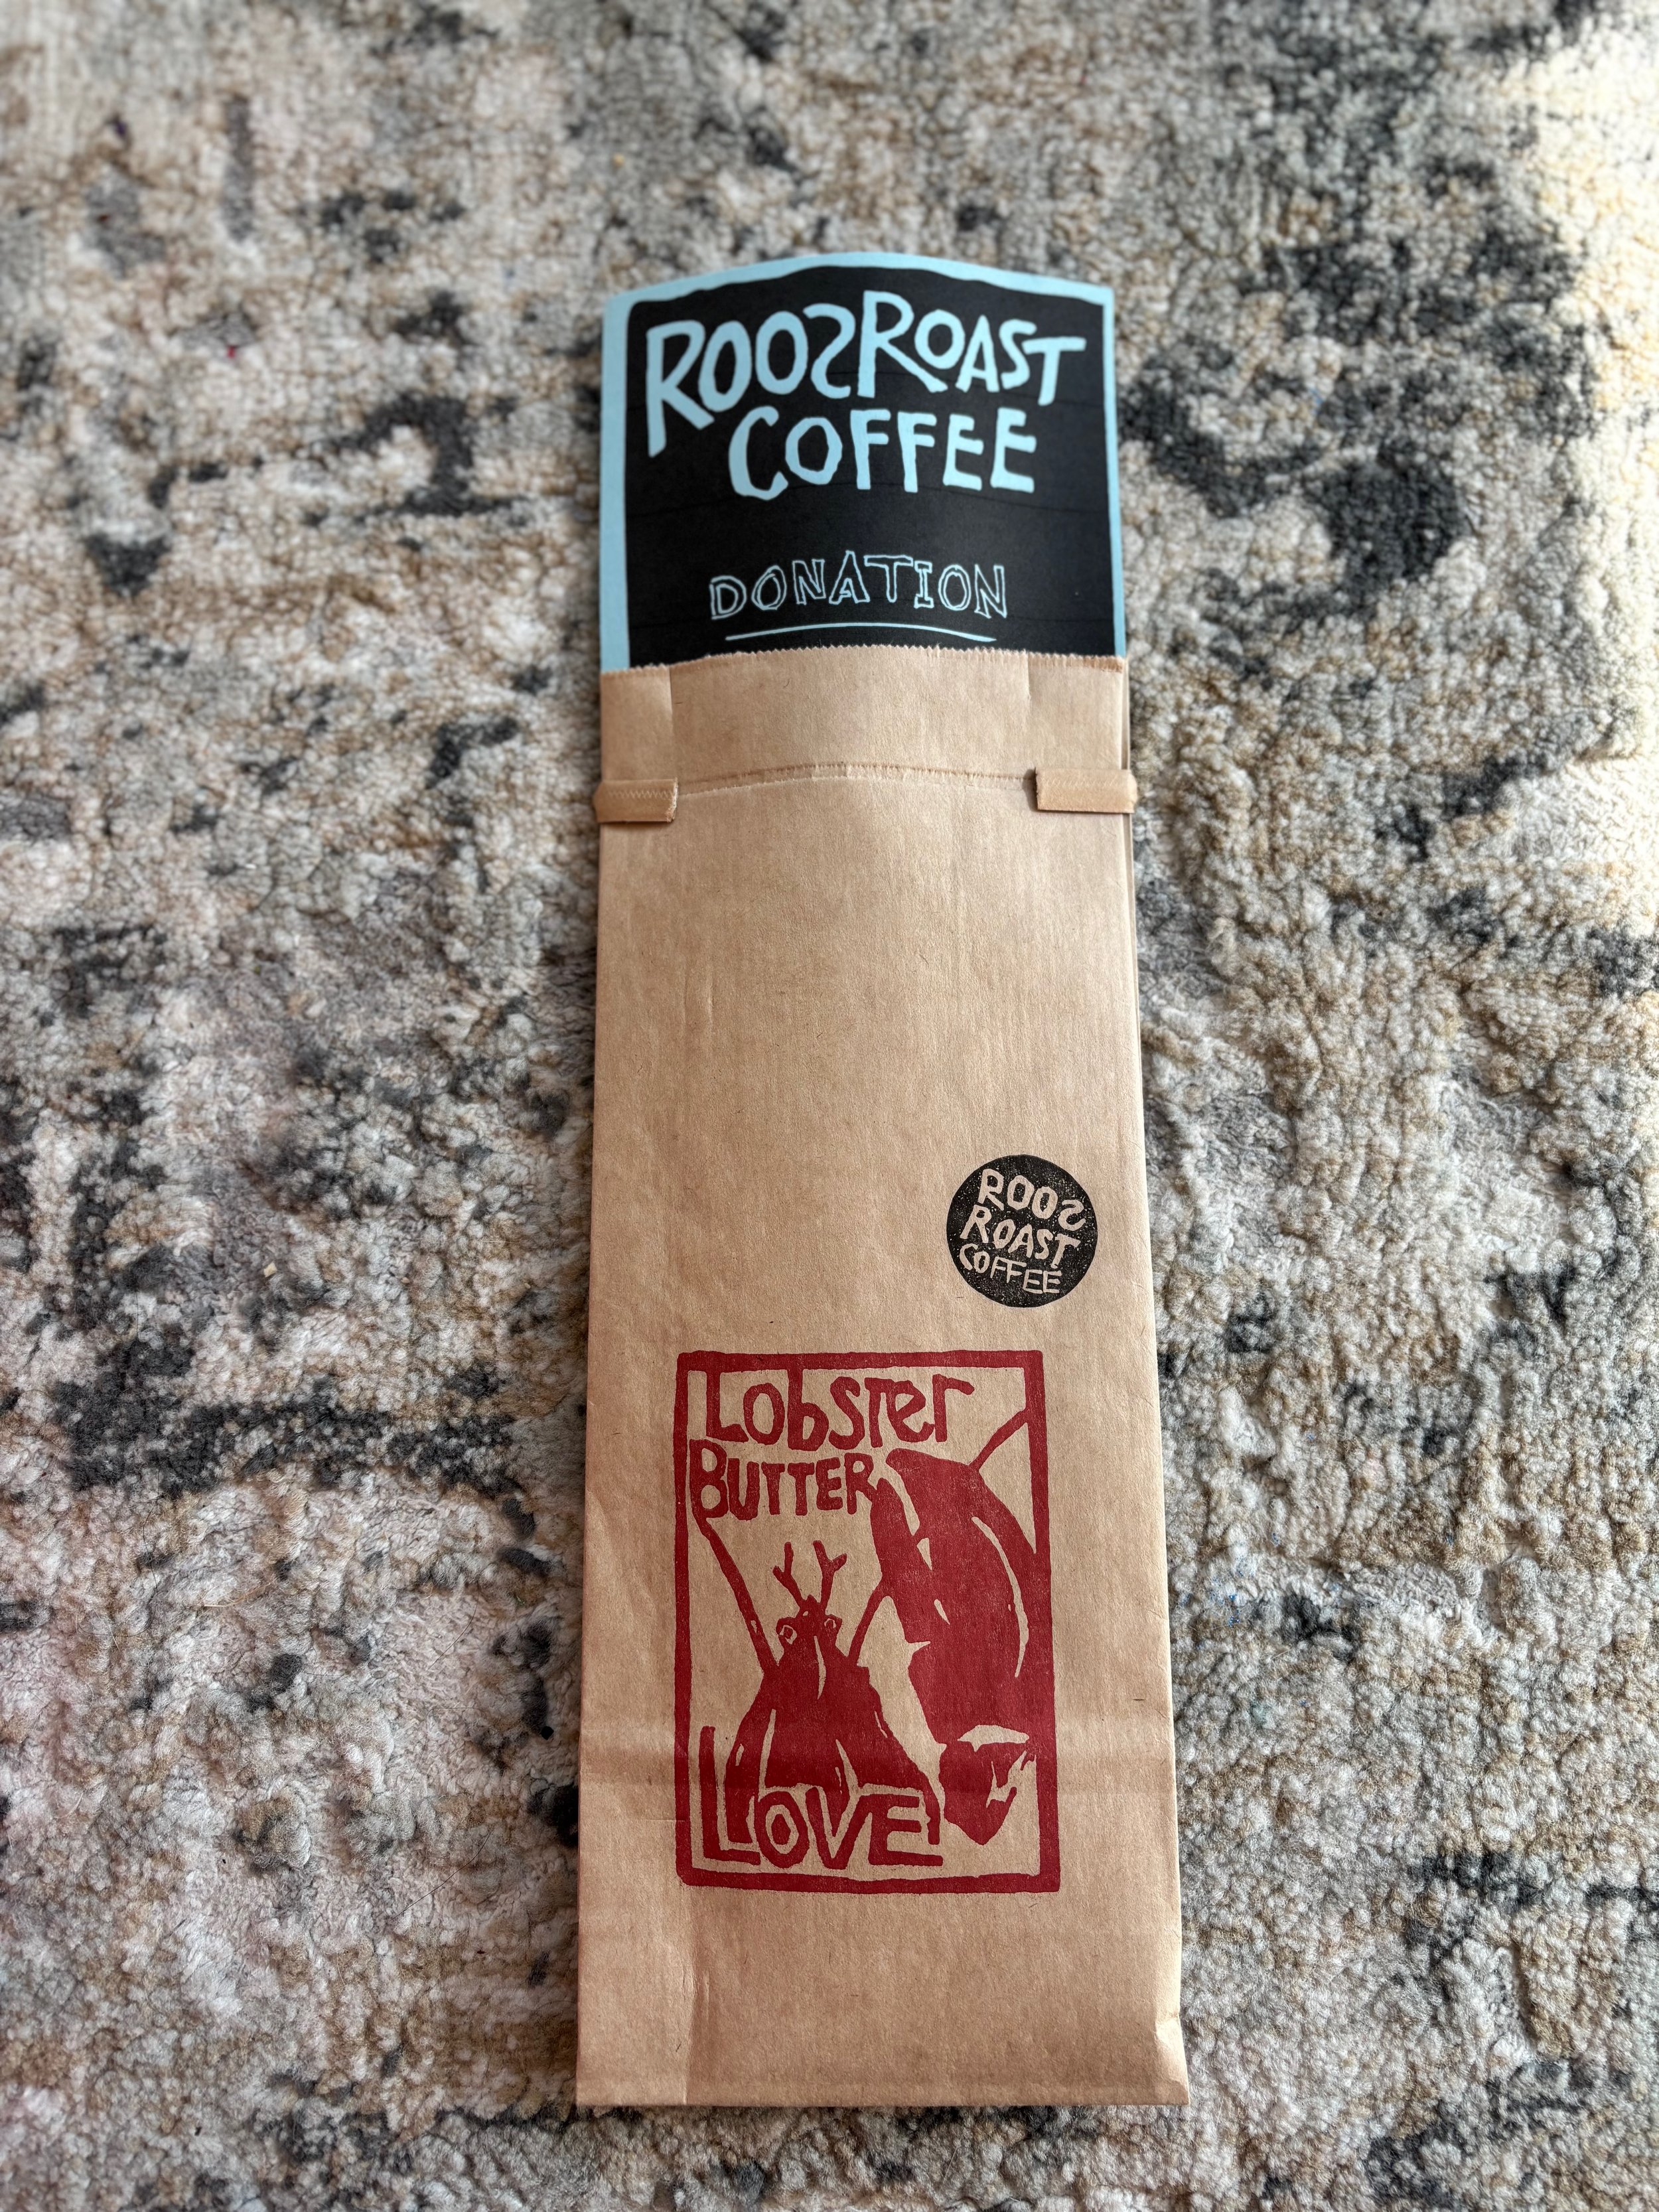 ROOSROAST
COFFEE
DONATION
ROOS
ROAST
COFFEE
Lobster
BUTTER
LOVE